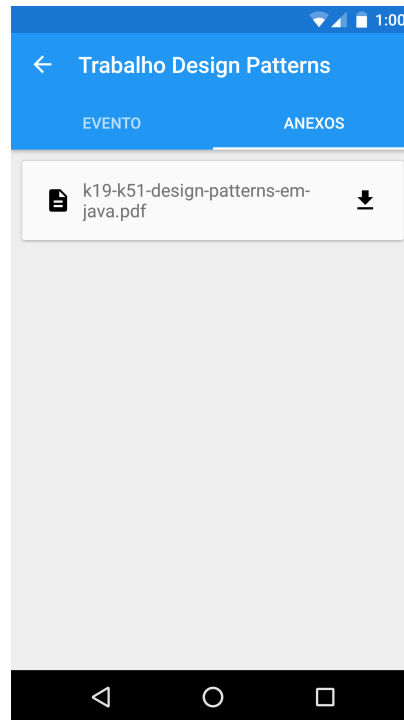 1:00
Trabalho Design Patterns
EVENTO
ANEXOS
k19-k51-design-patterns-em-
java.pdf